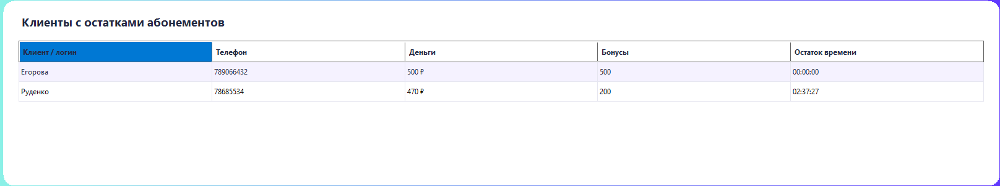 Клиенты с остатками абонементов
Клиент / логин Телефон Деньги Бонусы Остаток времени
Егорова 789066432 500 ₽ 500 00:00:00
Руденко 78685534 470 ₽ 200 02:37:27